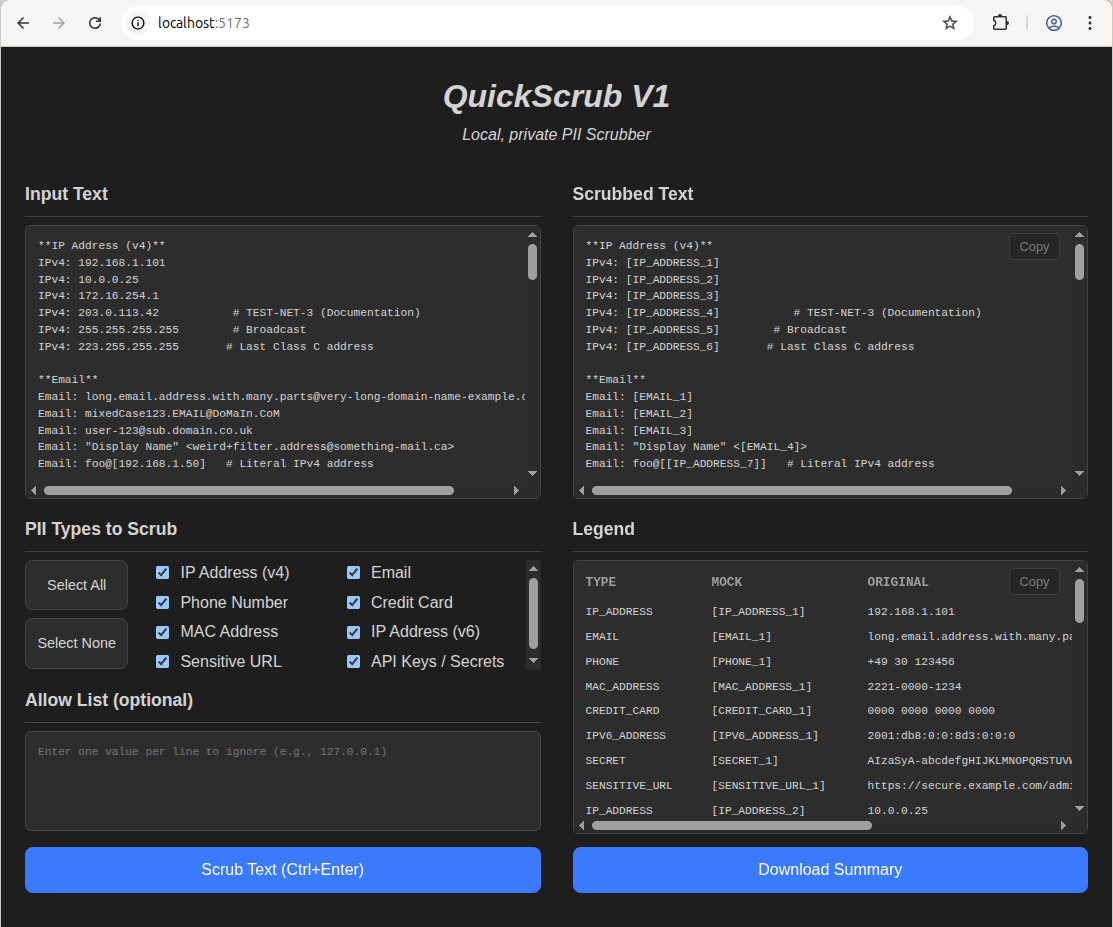 localhost:5173
QuickScrub V1
Local, private PII Scrubber
Input Text
**IP Address (v4)**
IPv4: 192.168.1.101
IPv4: 10.0.0.25
IPv4: 172.16.254.1
IPv4: 203.0.113.42 # TEST-NET-3 (Documentation)
IPv4: 255.255.255.255 # Broadcast
IPv4: 223.255.255.255 # Last Class C address
**Email**
Email: long.email.address.with.many.parts@very-long-domain-name-example.c
Email: mixedCase123.EMAIL@DoMaIn.CoM
Email: user-123@sub.domain.co.uk
Email: "Display Name" <weird+filter.address@something-mail.ca>
Email: foo@[192.168.1.50] # Literal IPv4 address
Scrubbed Text
Copy
**IP Address (v4)**
IPv4: [IP_ADDRESS_1]
IPv4: [IP_ADDRESS_2]
IPv4: [IP_ADDRESS_3]
IPv4: [IP_ADDRESS_4] # TEST-NET-3 (Documentation)
IPv4: [IP_ADDRESS_5] # Broadcast
IPv4: [IP_ADDRESS_6] # Last Class C address
**Email**
Email: [EMAIL_1]
Email: [EMAIL_2]
Email: [EMAIL_3]
Email: "Display Name" <[EMAIL_4]>
Email: foo@[[IP_ADDRESS_7]] # Literal IPv4 address
PII Types to Scrub
Select All
Select None
IP Address (v4) Email
Phone Number Credit Card
MAC Address IP Address (v6)
Sensitive URL API Keys / Secrets
Allow List (optional)
Enter one value per line to ignore (e.g., 127.0.0.1)
Scrub Text (Ctrl+Enter)
Legend
Copy
TYPE MOCK ORIGINAL
IP_ADDRESS [IP_ADDRESS_1] 192.168.1.101
EMAIL [EMAIL_1] long.email.address.with.many.pa
PHONE [PHONE_1] +49 30 123456
MAC_ADDRESS [MAC_ADDRESS_1] 2221-0000-1234
CREDIT_CARD [CREDIT_CARD_1] 0000 0000 0000 0000
IPV6_ADDRESS [IPV6_ADDRESS_1] 2001:db8:0:0:8d3:0:0:0
SECRET [SECRET_1] AIzaSyA-abcdefgHIJKLMNOPQRSTUVW
SENSITIVE_URL [SENSITIVE_URL_1] https://secure.example.com/admi
IP_ADDRESS [IP_ADDRESS_2] 10.0.0.25
Download Summary